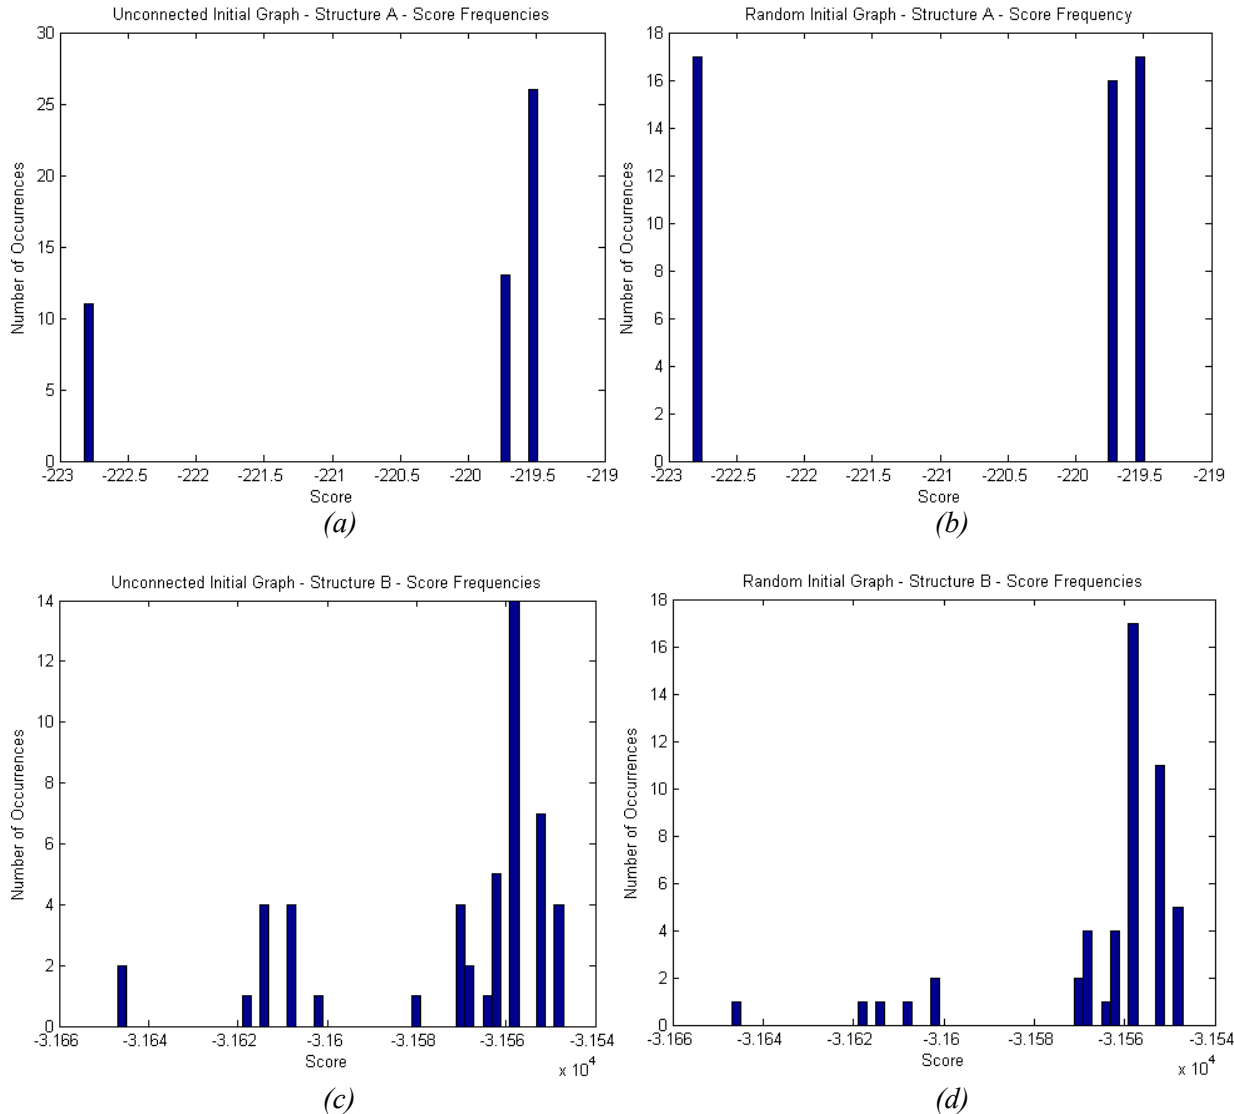 Unconnected Initial Graph - Structure A - Score Frequencies
30
25
20
15
10
5
0
Number of Occurrences
-223 -222.5 -222 -221.5 -221 -220.5 -220 -219.5 -219
Score
(a)
Random Initial Graph - Structure A - Score Frequency
18
16
14
12
10
8
6
4
2
0
Number of Occurrences
-223 -222.5 -222 -221.5 -221 -220.5 -220 -219.5 -219
Score
(b)
Unconnected Initial Graph - Structure B - Score Frequencies
14
12
10
8
6
4
2
0
Number of Occurrences
-3.166 -3.164 -3.162 -3.16 -3.158 -3.156 -3.154
Score
x 10^4
(c)
Random Initial Graph - Structure B - Score Frequencies
18
16
14
12
10
8
6
4
2
0
Number of Occurrences
-3.166 -3.164 -3.162 -3.16 -3.158 -3.156 -3.154
Score
x 10^4
(d)